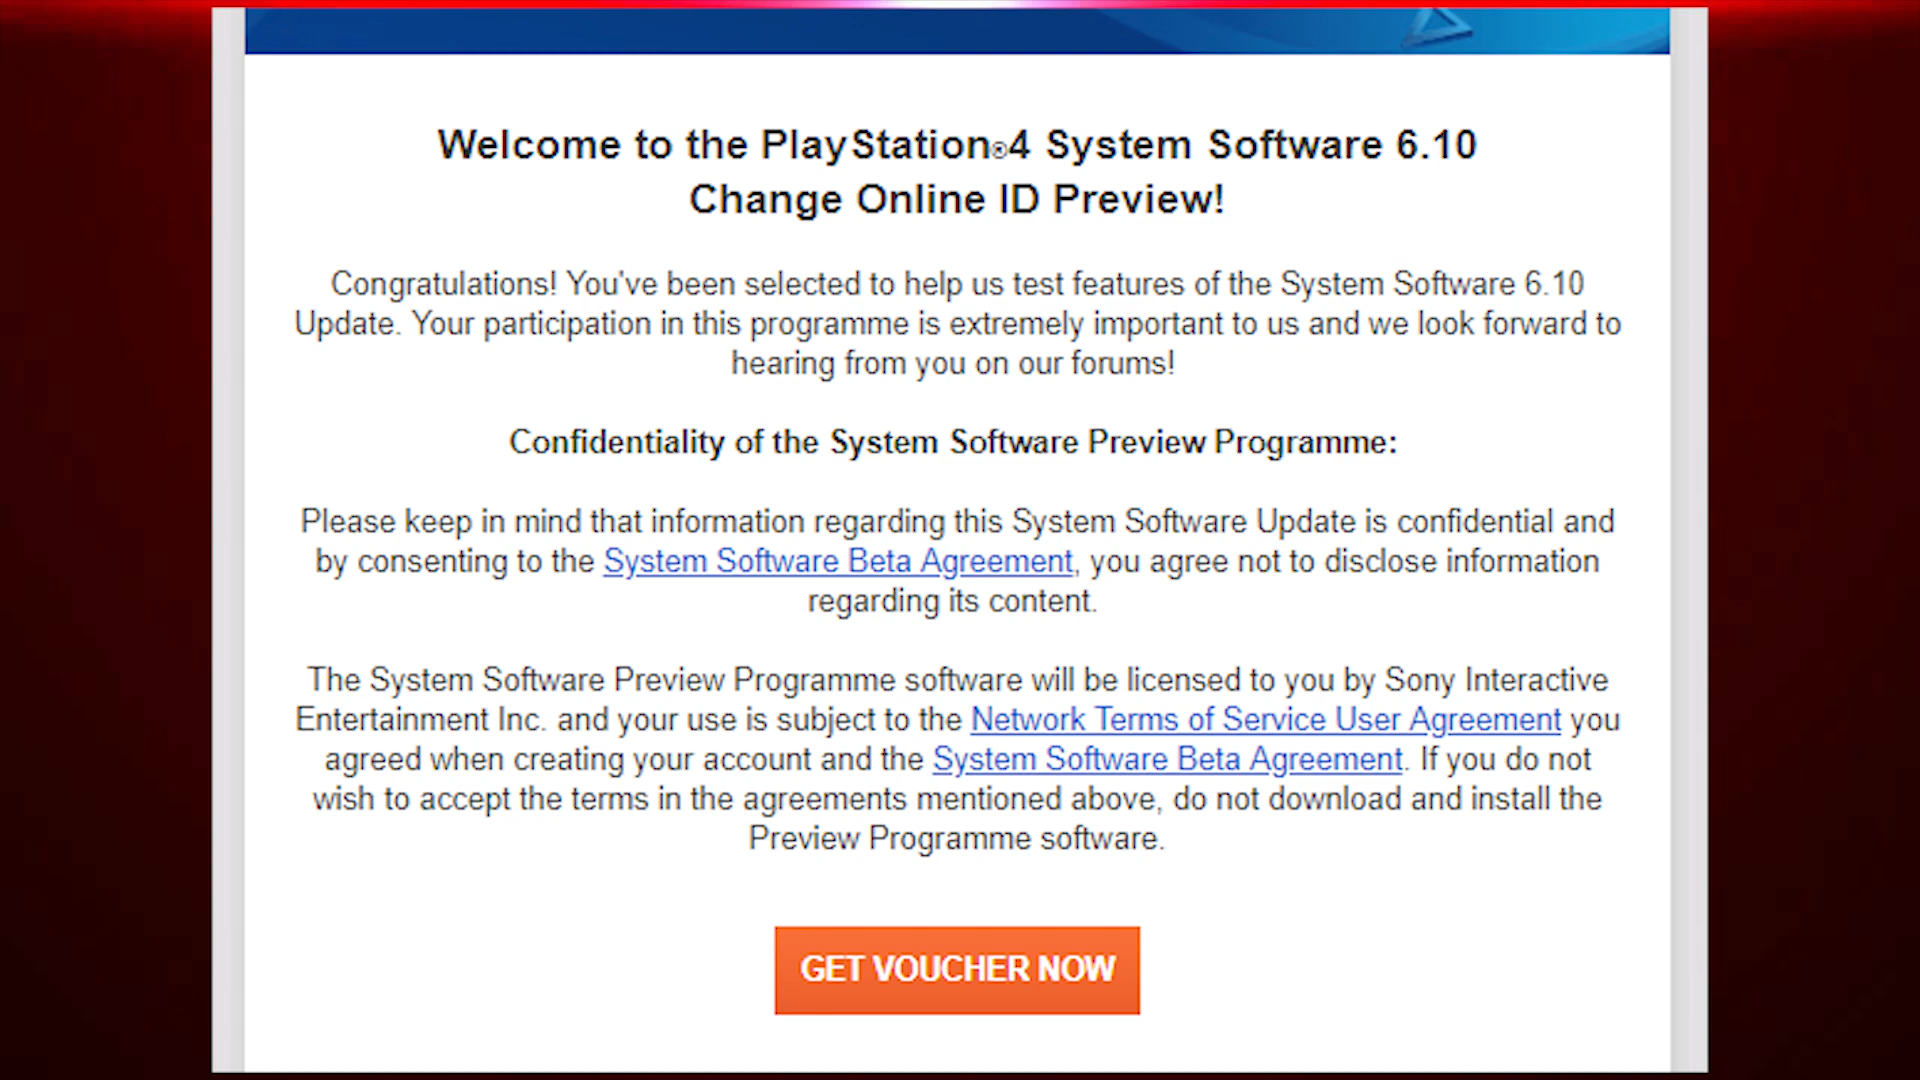 Welcome to the PlayStation®4 System Software 6.10
Change Online ID Preview!
Congratulations! You've been selected to help us test features of the System Software 6.10
Update. Your participation in this programme is extremely important to us and we look forward to
hearing from you on our forums!
Confidentiality of the System Software Preview Programme:
Please keep in mind that information regarding this System Software Update is confidential and
by consenting to the System Software Beta Agreement, you agree not to disclose information
regarding its content.
The System Software Preview Programme software will be licensed to you by Sony Interactive
Entertainment Inc. and your use is subject to the Network Terms of Service User Agreement you
agreed when creating your account and the System Software Beta Agreement. If you do not
wish to accept the terms in the agreements mentioned above, do not download and install the
Preview Programme software.
GET VOUCHER NOW